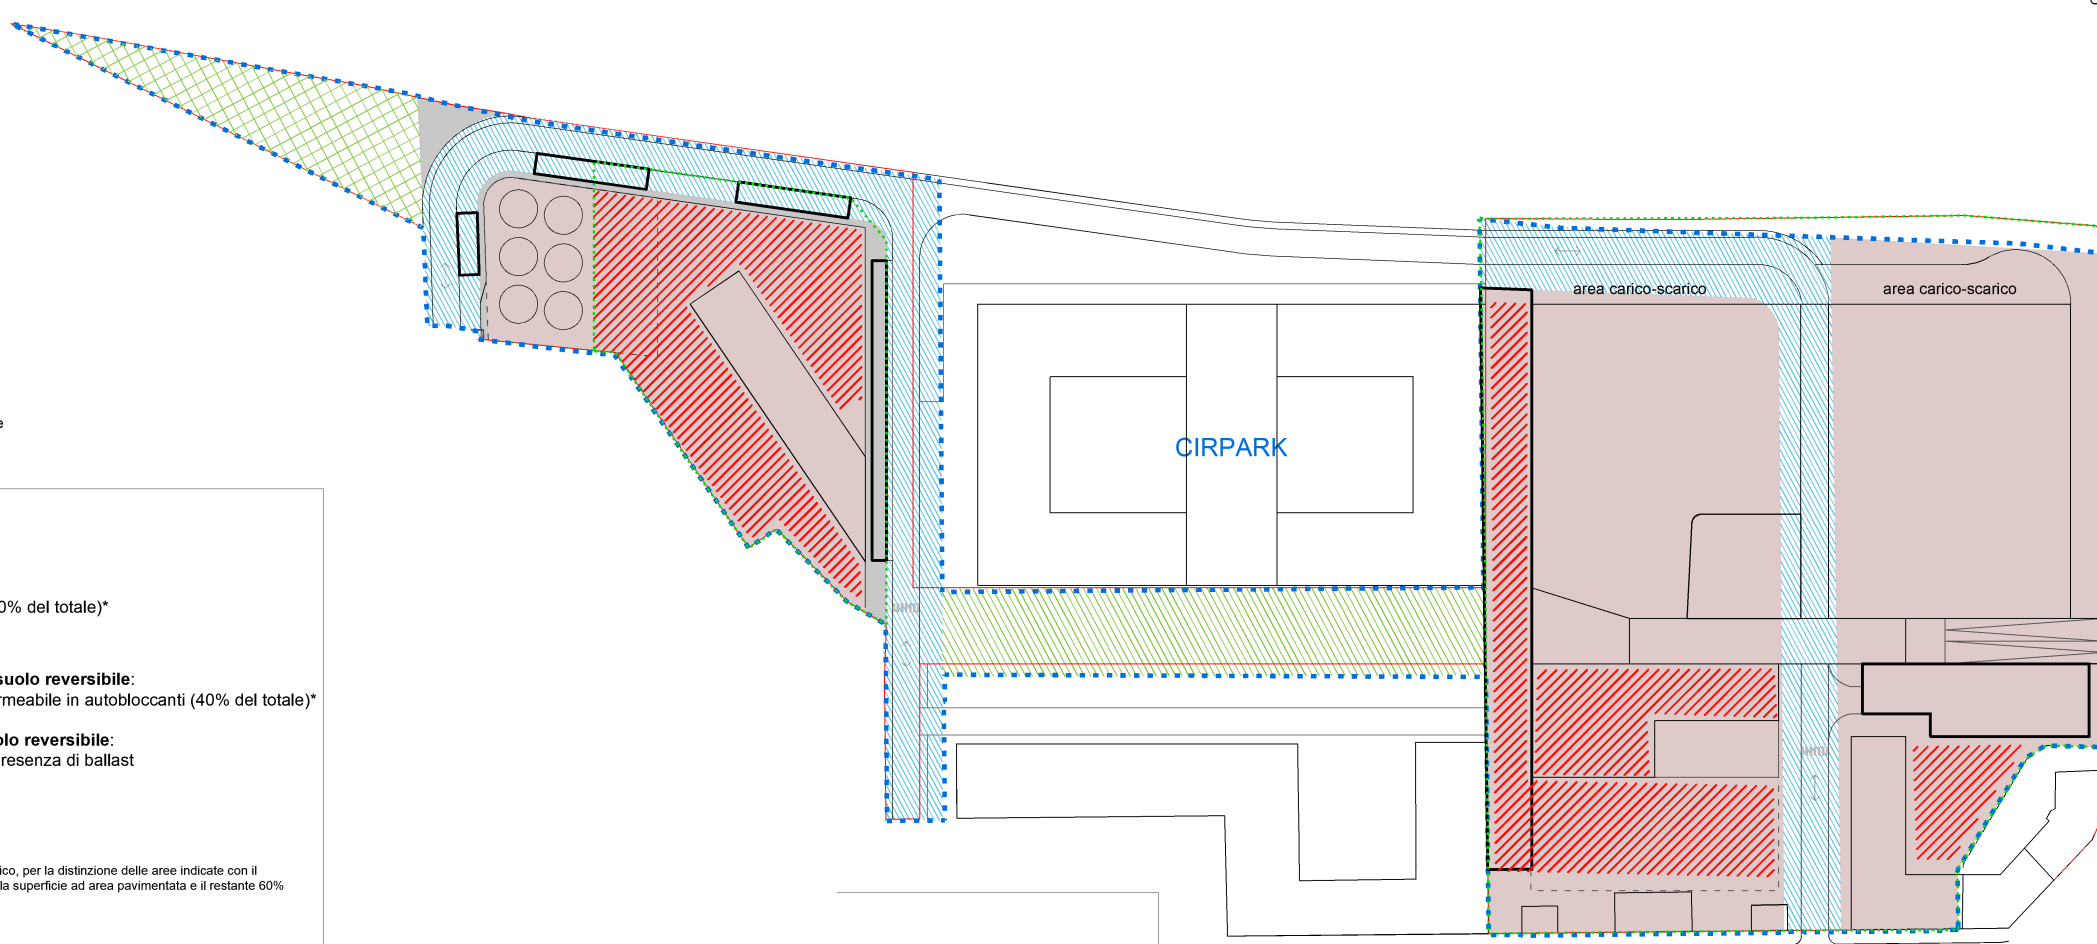 area carico-scarico
area carico-scarico
e
CIRPARK
0% del totale)*
suolo reversibile:
rmeabile in autobloccanti (40% del totale)*
olo reversibile:
resenza di ballast
ico, per la distinzione delle aree indicate con il
la superficie ad area pavimentata e il restante 60%